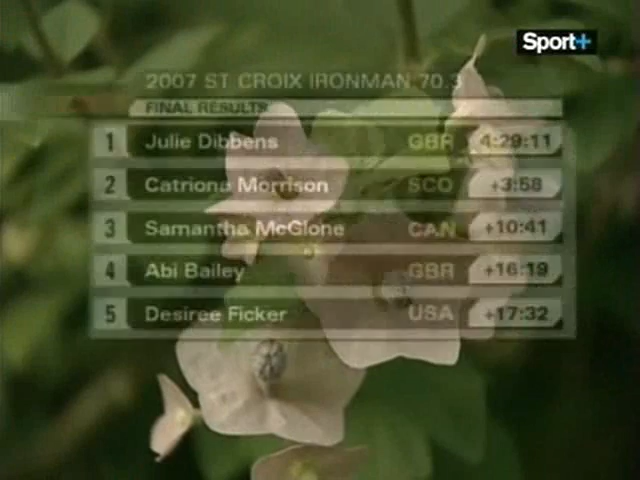 Sport+
2007 ST CROIX IRONMAN 70.3
FINAL RESULTS
1 Julie Dibbens GBR 4:29:11
2 Catriona Morrison SCO +3:58
3 Samantha McGlone CAN +10:41
4 Abi Bailey GBR +16:19
5 Desiree Ficker USA +17:32